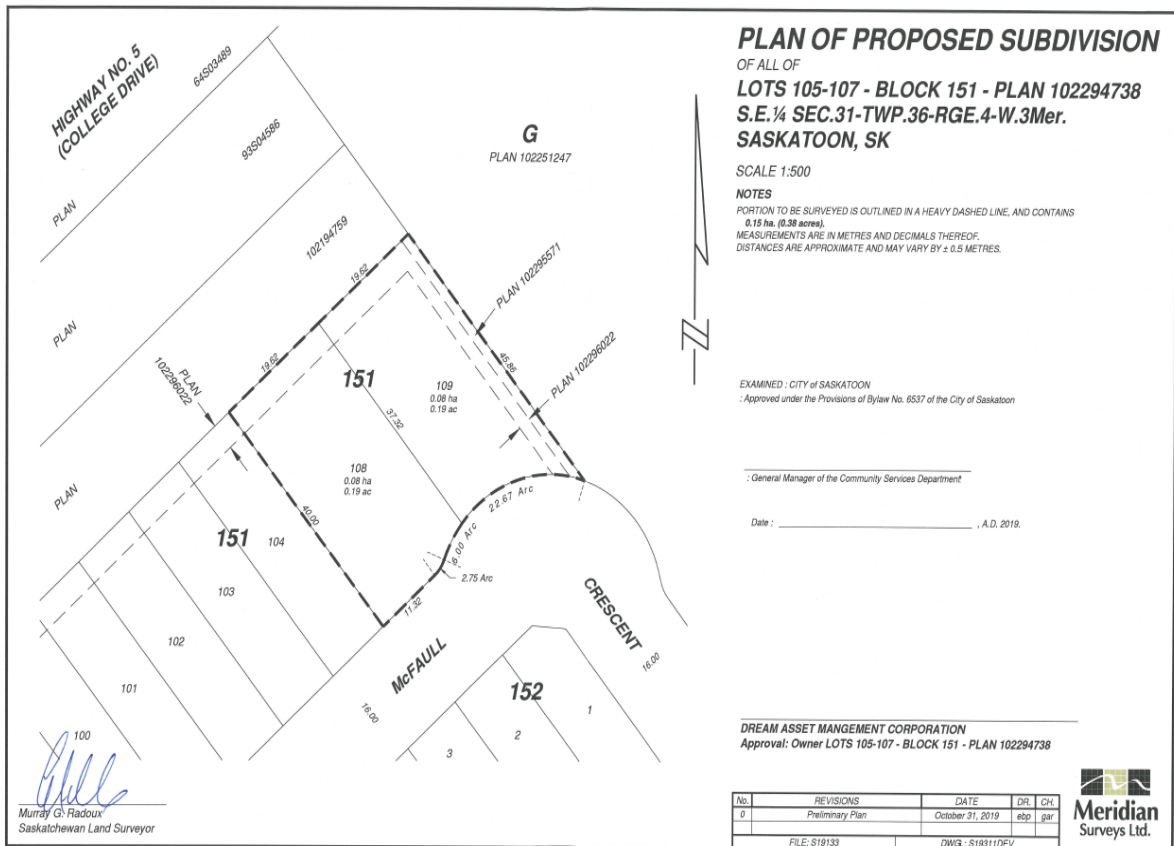 PLAN OF PROPOSED SUBDIVISION
OF ALL OF
LOTS 105-107 - BLOCK 151 - PLAN 102294738
S.E.¼ SEC.31-TWP.36-RGE.4-W.3Mer.
SASKATOON, SK
SCALE 1:500
NOTES
PORTION TO BE SURVEYED IS OUTLINED IN A HEAVY DASHED LINE, AND CONTAINS
0.15 ha. (0.38 acres).
MEASUREMENTS ARE IN METRES AND DECIMALS THEREOF.
DISTANCES ARE APPROXIMATE AND MAY VARY BY ± 0.5 METRES.
HIGHWAY NO. 5
(COLLEGE DRIVE)
64S03489
PLAN
93S04586
PLAN
102194759
PLAN
G
PLAN 102251247
PLAN 102295571
PLAN 102296022
PLAN
102296022
19.62
19.62
45.86
151
109
0.08 ha
0.19 ac
37.32
108
0.08 ha
0.19 ac
40.00
22.67 Arc
6.00 Arc
2.75 Arc
11.32
151
104
103
102
101
100
McFAULL
CRESCENT
16.00
16.00
152
1
2
3
EXAMINED : CITY of SASKATOON
: Approved under the Provisions of Bylaw No. 6537 of the City of Saskatoon
: General Manager of the Community Services Department
Date : , A.D. 2019.
DREAM ASSET MANGEMENT CORPORATION
Approval: Owner LOTS 105-107 - BLOCK 151 - PLAN 102294738
Murray G. Radoux
Saskatchewan Land Surveyor
No. REVISIONS DATE DR. CH.
0 Preliminary Plan October 31, 2019 ebp gar
FILE: S19133 DWG.: S19311DEV
Meridian
Surveys Ltd.